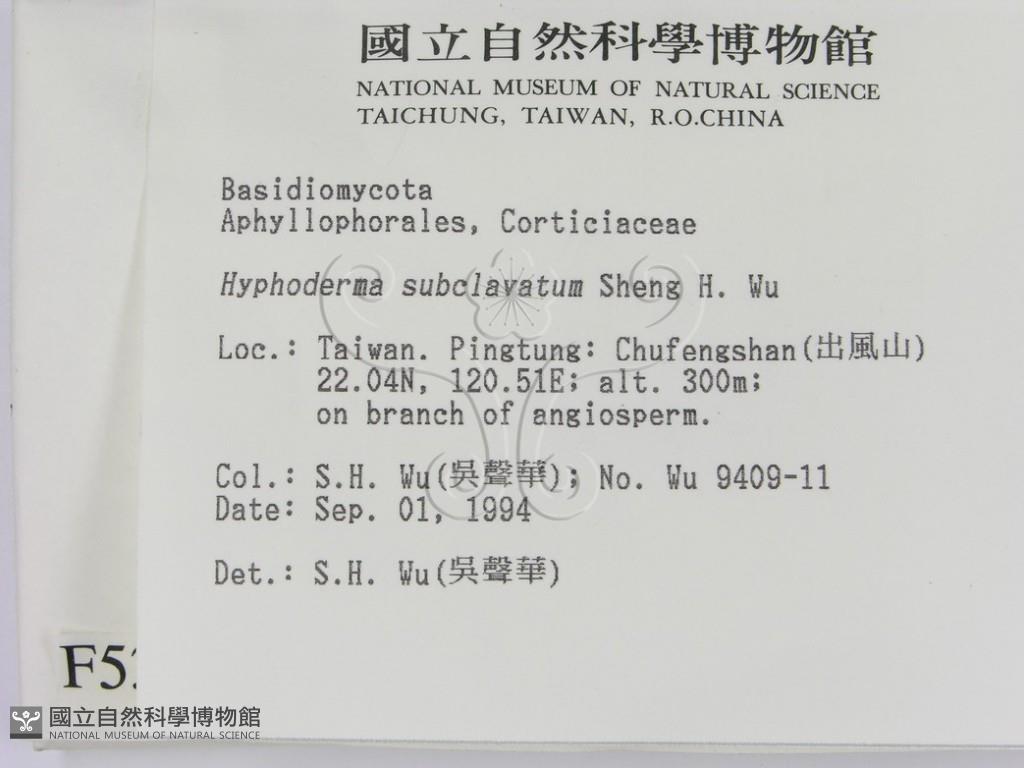 國立自然科學博物館
NATIONAL MUSEUM OF NATURAL SCIENCE
TAICHUNG, TAIWAN, R.O.CHINA
Basidiomycota
Aphyllophorales, Corticiaceae
Hyphoderma subclavatum Sheng H. Wu
Loc.: Taiwan. Pingtung: Chufengshan(出風山)
22.04N, 120.51E; alt. 300m;
on branch of angiosperm.
Col.: S.H. Wu(吳聲華); No. Wu 9409-11
Date: Sep. 01, 1994
Det.: S.H. Wu(吳聲華)
國立自然科學博物館
NATIONAL MUSEUM OF NATURAL SCIENCE